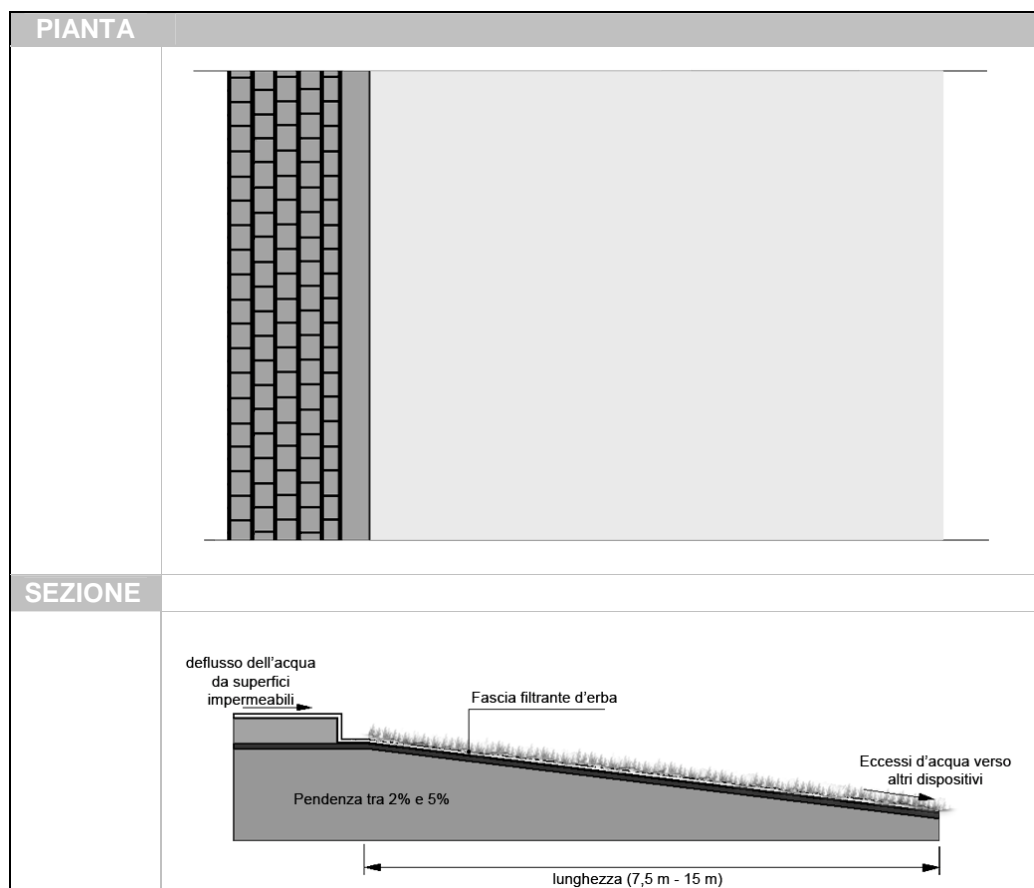 PIANTA
SEZIONE
deflusso dell'acqua
da superfici
impermeabili
Fascia filtrante d'erba
Eccessi d'acqua verso
altri dispositivi
Pendenza tra 2% e 5%
lunghezza (7,5 m - 15 m)